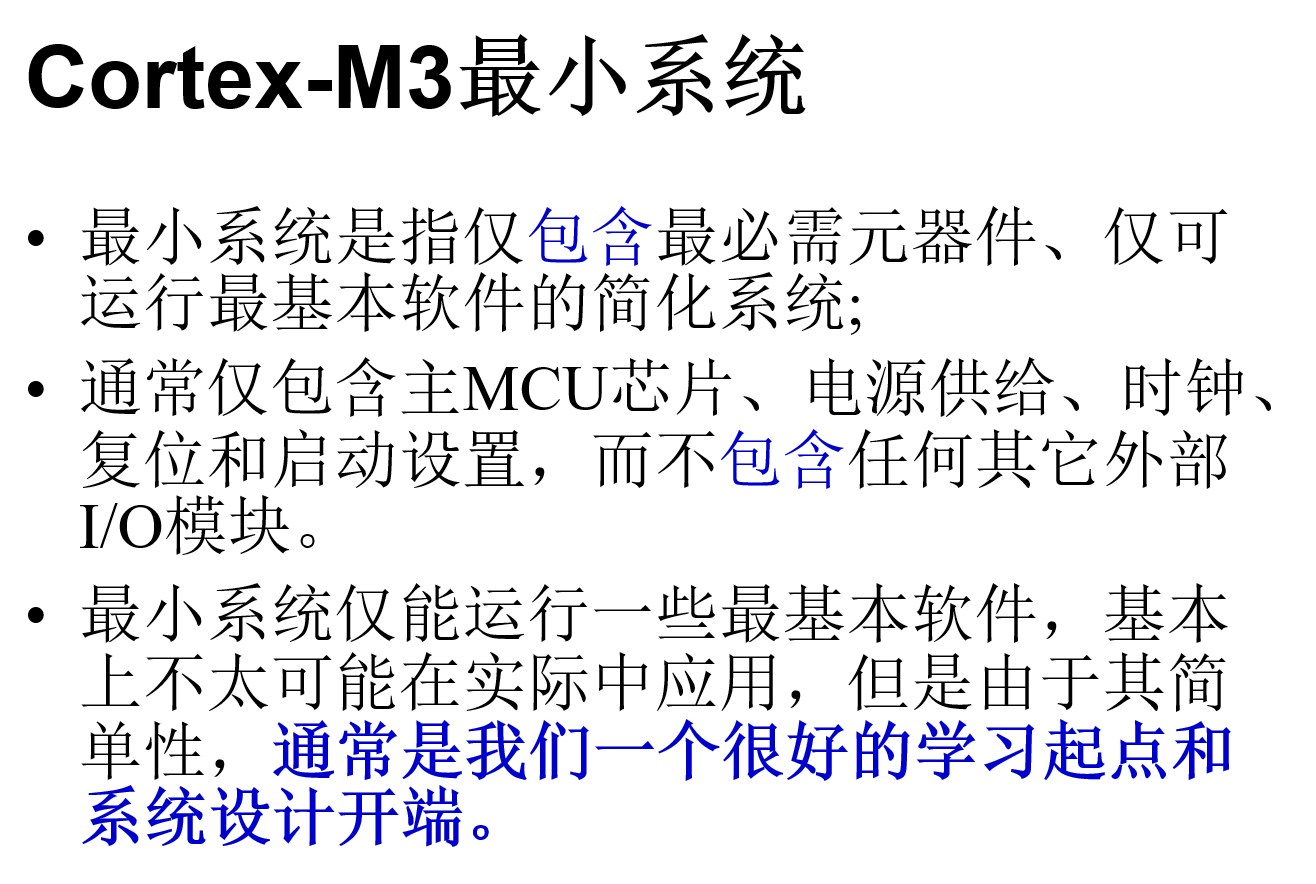 Cortex-M3最小系统
• 最小系统是指仅包含最必需元器件、仅可
运行最基本软件的简化系统;
• 通常仅包含主MCU芯片、电源供给、时钟、
复位和启动设置，而不包含任何其它外部
I/O模块。
• 最小系统仅能运行一些最基本软件，基本
上不太可能在实际中应用，但是由于其简
单性，通常是我们一个很好的学习起点和
系统设计开端。